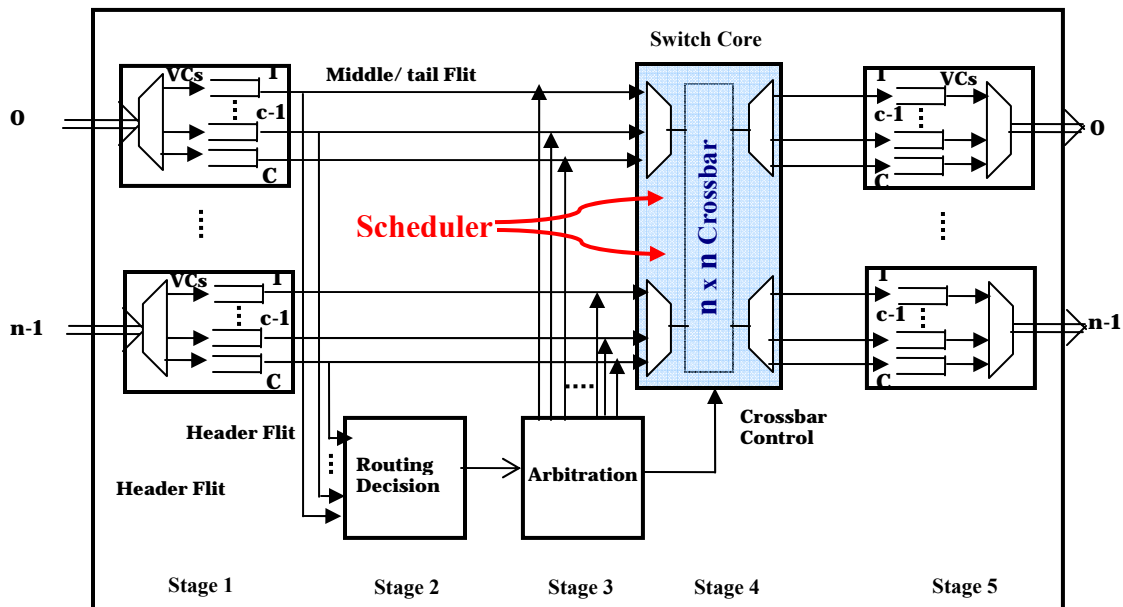 Switch Core
VCs
1
Middle/ tail Flit
c-1
C
0
1
VCs
c-1
C
0
Scheduler
n x n Crossbar
VCs
1
c-1
C
n-1
1
VCs
c-1
C
n-1
Header Flit
Header Flit
Routing
Decision
Arbitration
Crossbar
Control
Stage 1
Stage 2
Stage 3
Stage 4
Stage 5